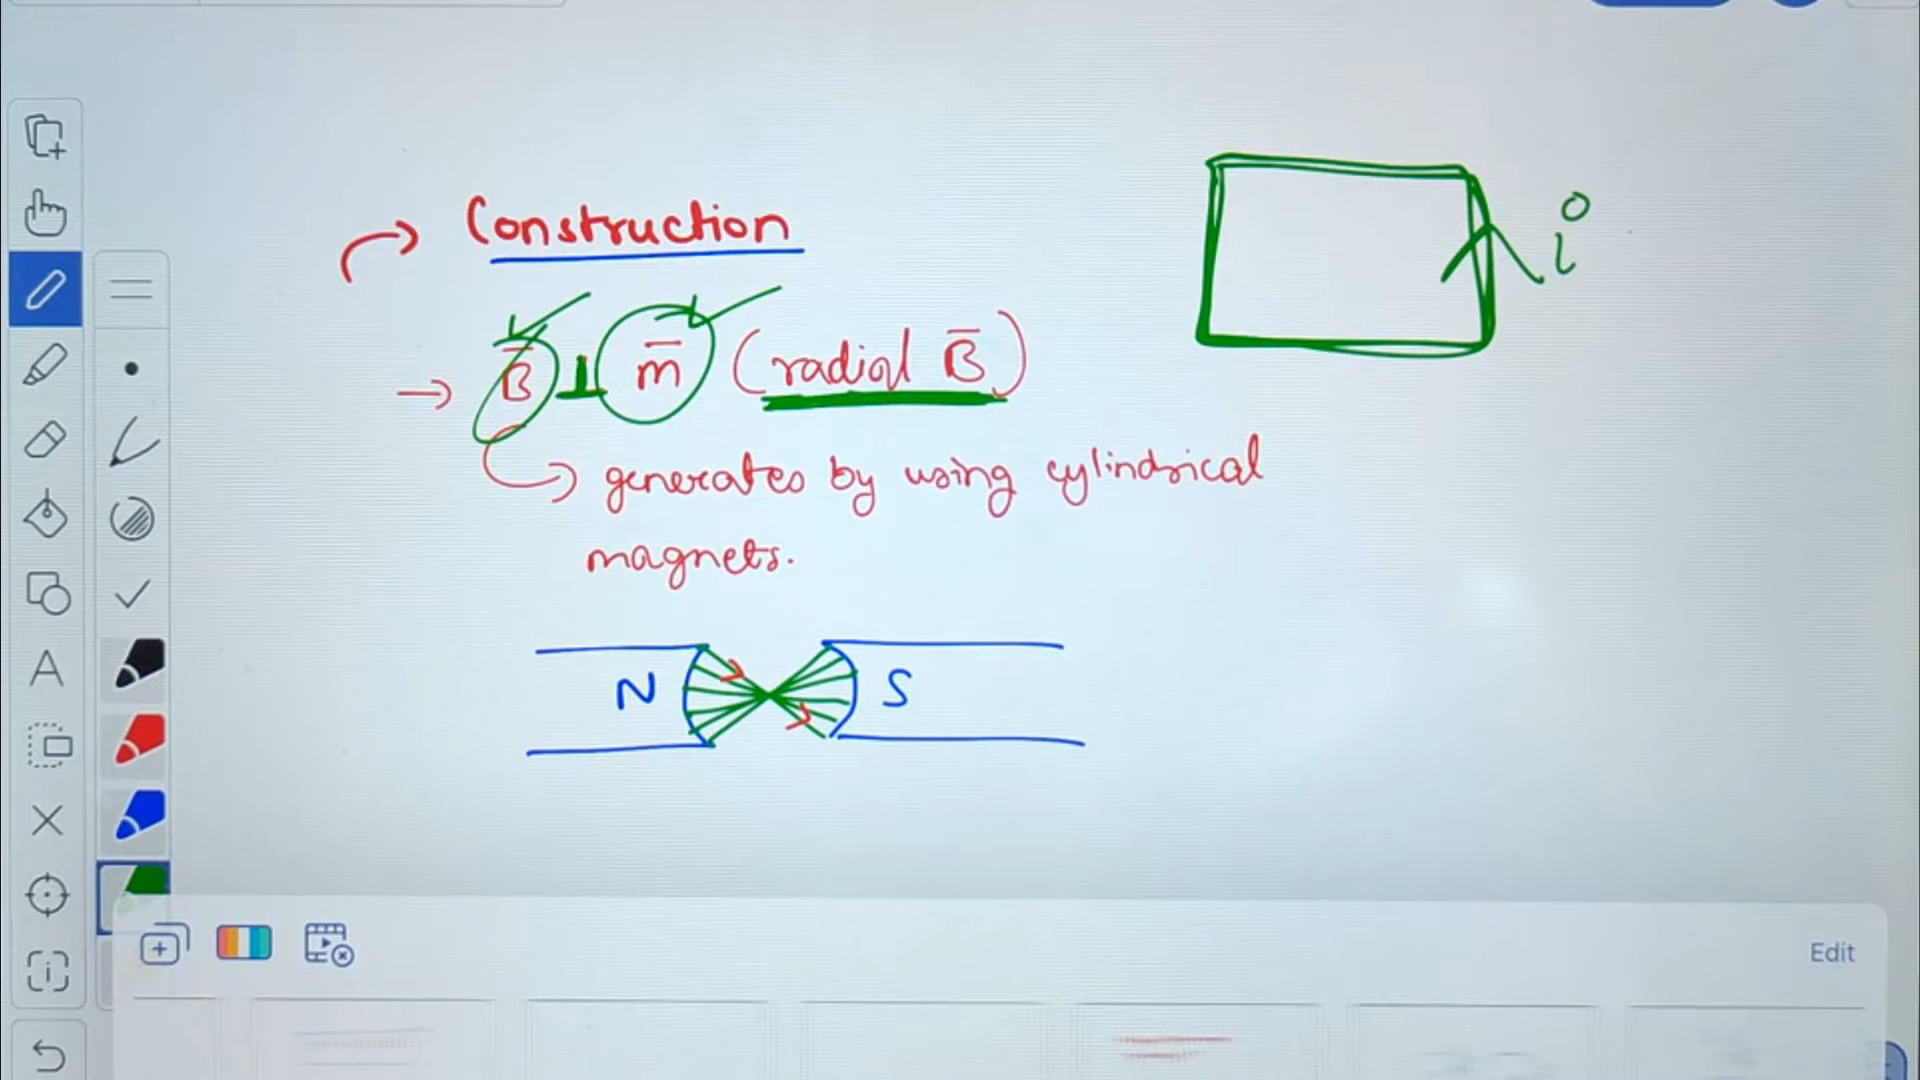 Construction
i
B̄ ⊥ m̄ (radial B̄)
generates by using cylindrical
magnets.
N S
Edit